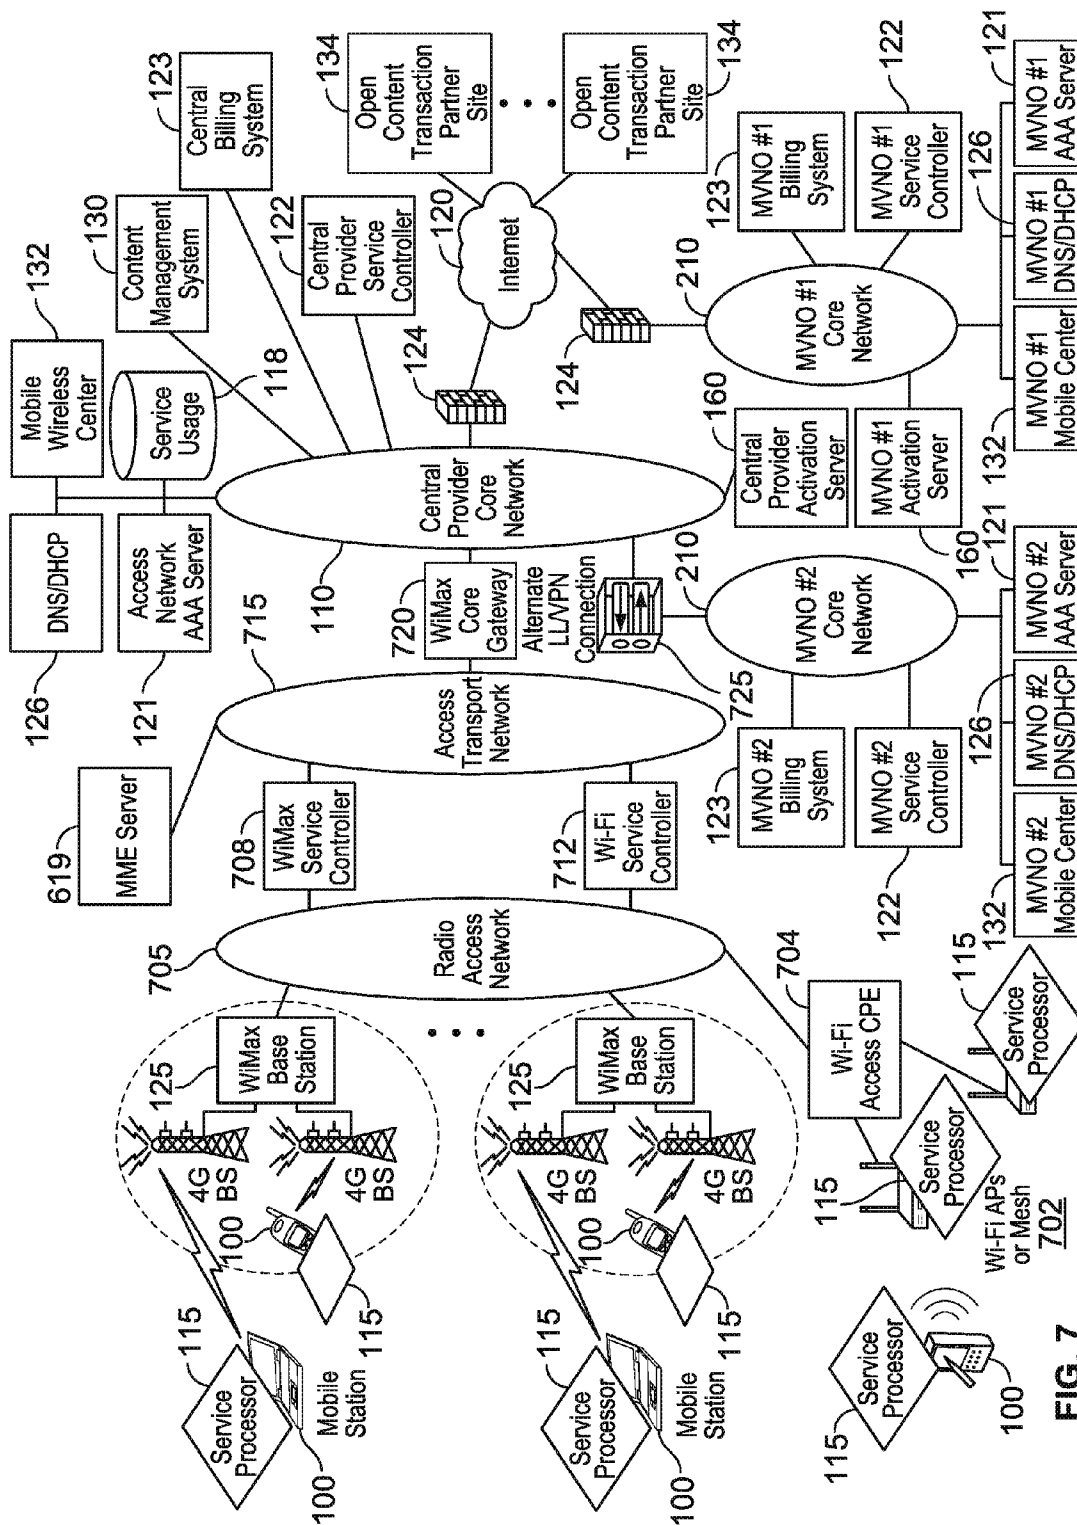 126
DNS/DHCP
Mobile
Wireless
Center
132
121
Access
Network
AAA Server
Service
Usage
118
130
Content
Management
System
123
Central
Billing
System
619
MME Server
715
110
122
Central
Provider
Service
Controller
134
Open
Content
Transaction
Partner
Site
134
Open
Content
Transaction
Partner
Site
120
Internet
124
124
705
Radio
Access
Network
708
WiMax
Service
Controller
712
Wi-Fi
Service
Controller
Access
Transport
Network
720
WiMax
Core
Gateway
Central
Provider
Core
Network
Alternate
LL/VPN
Connection
725
160
Central
Provider
Activation
Server
125
WiMax
Base
Station
4G
BS
4G
BS
100
115
115
Service
Processor
100
Mobile
Station
125
WiMax
Base
Station
4G
BS
4G
BS
100
115
115
Service
Processor
100
Mobile
Station
704
Wi-Fi
Access CPE
115
Service
Processor
115
Service
Processor
Wi-Fi APs
or Mesh
702
115
Service
Processor
100
210
MVNO #2
Core
Network
123
MVNO #2
Billing
System
122
MVNO #2
Service
Controller
132
MVNO #2
Mobile Center
126
MVNO #2
DNS/DHCP
121
MVNO #2
AAA Server
210
MVNO #1
Core
Network
160
MVNO #1
Activation
Server
123
MVNO #1
Billing
System
122
MVNO #1
Service
Controller
132
MVNO #1
Mobile Center
126
MVNO #1
DNS/DHCP
121
MVNO #1
AAA Server
FIG. 7